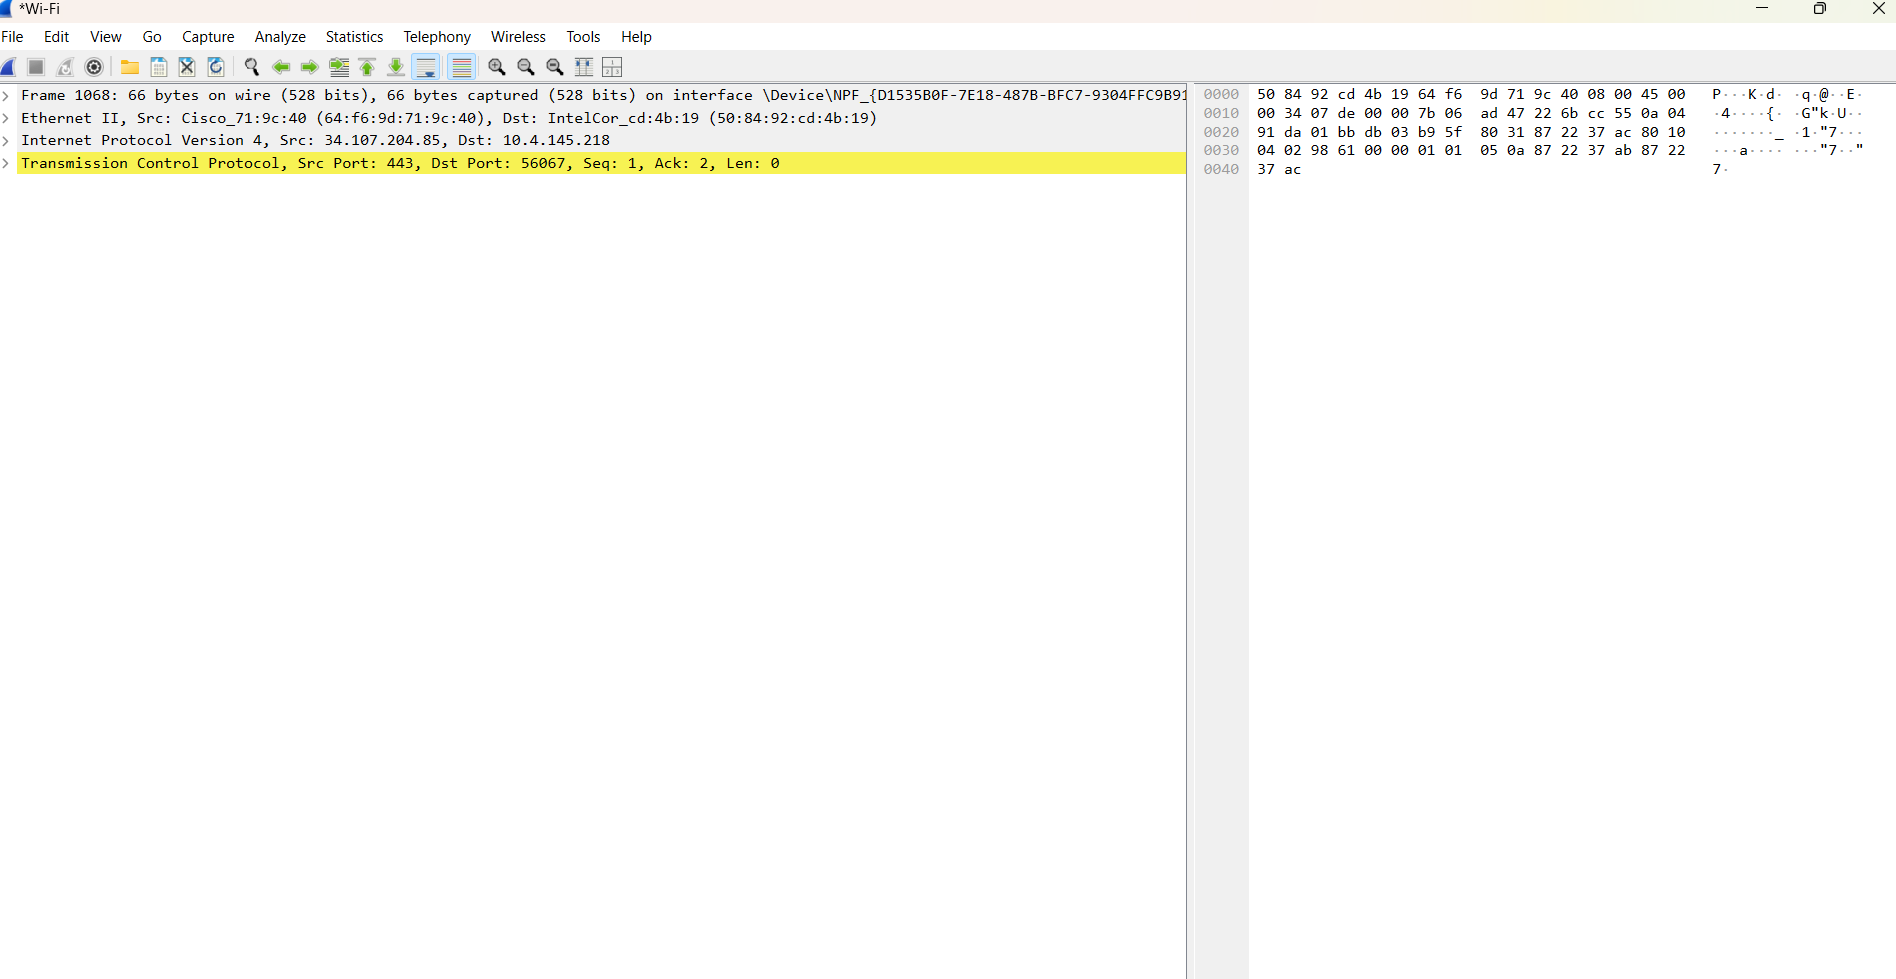 *Wi-Fi
File Edit View Go Capture Analyze Statistics Telephony Wireless Tools Help
Frame 1068: 66 bytes on wire (528 bits), 66 bytes captured (528 bits) on interface \Device\NPF_{D1535B0F-7E18-487B-BFC7-9304FFC9B91
Ethernet II, Src: Cisco_71:9c:40 (64:f6:9d:71:9c:40), Dst: IntelCor_cd:4b:19 (50:84:92:cd:4b:19)
Internet Protocol Version 4, Src: 34.107.204.85, Dst: 10.4.145.218
Transmission Control Protocol, Src Port: 443, Dst Port: 56067, Seq: 1, Ack: 2, Len: 0
0000 50 84 92 cd 4b 19 64 f6 9d 71 9c 40 08 00 45 00 P···K·d· ·q·@··E·
0010 00 34 07 de 00 00 7b 06 ad 47 22 6b cc 55 0a 04 ·4····{· ·G"k·U··
0020 91 da 01 bb db 03 b9 5f 80 31 87 22 37 ac 80 10 ·······_ ·1·"7···
0030 04 02 98 61 00 00 01 01 05 0a 87 22 37 ab 87 22 ···a···· ···"7··"
0040 37 ac 7·